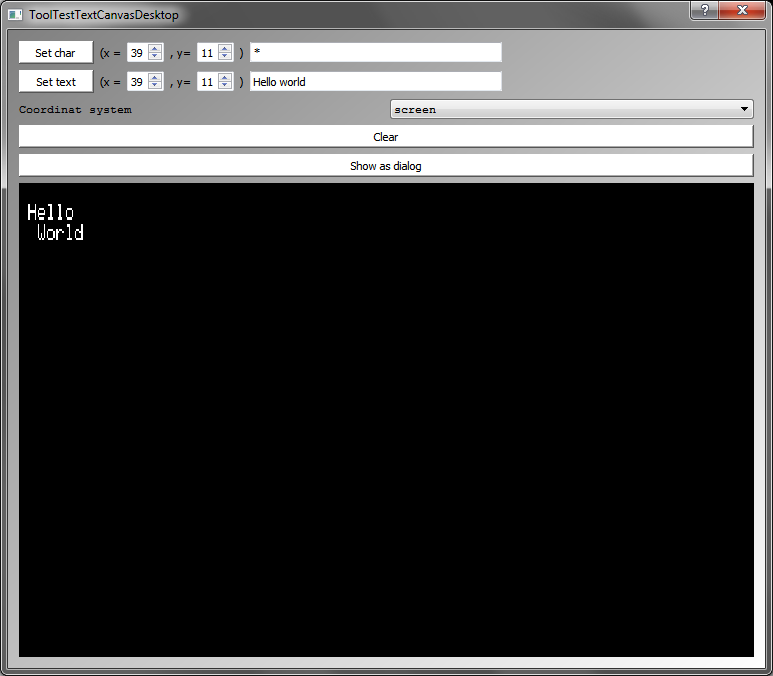 ToolTestTextCanvasDesktop
Set char (x = 39 , y= 11 ) *
Set text (x = 39 , y= 11 ) Hello world
Coordinat system screen
Clear
Show as dialog
Hello
World